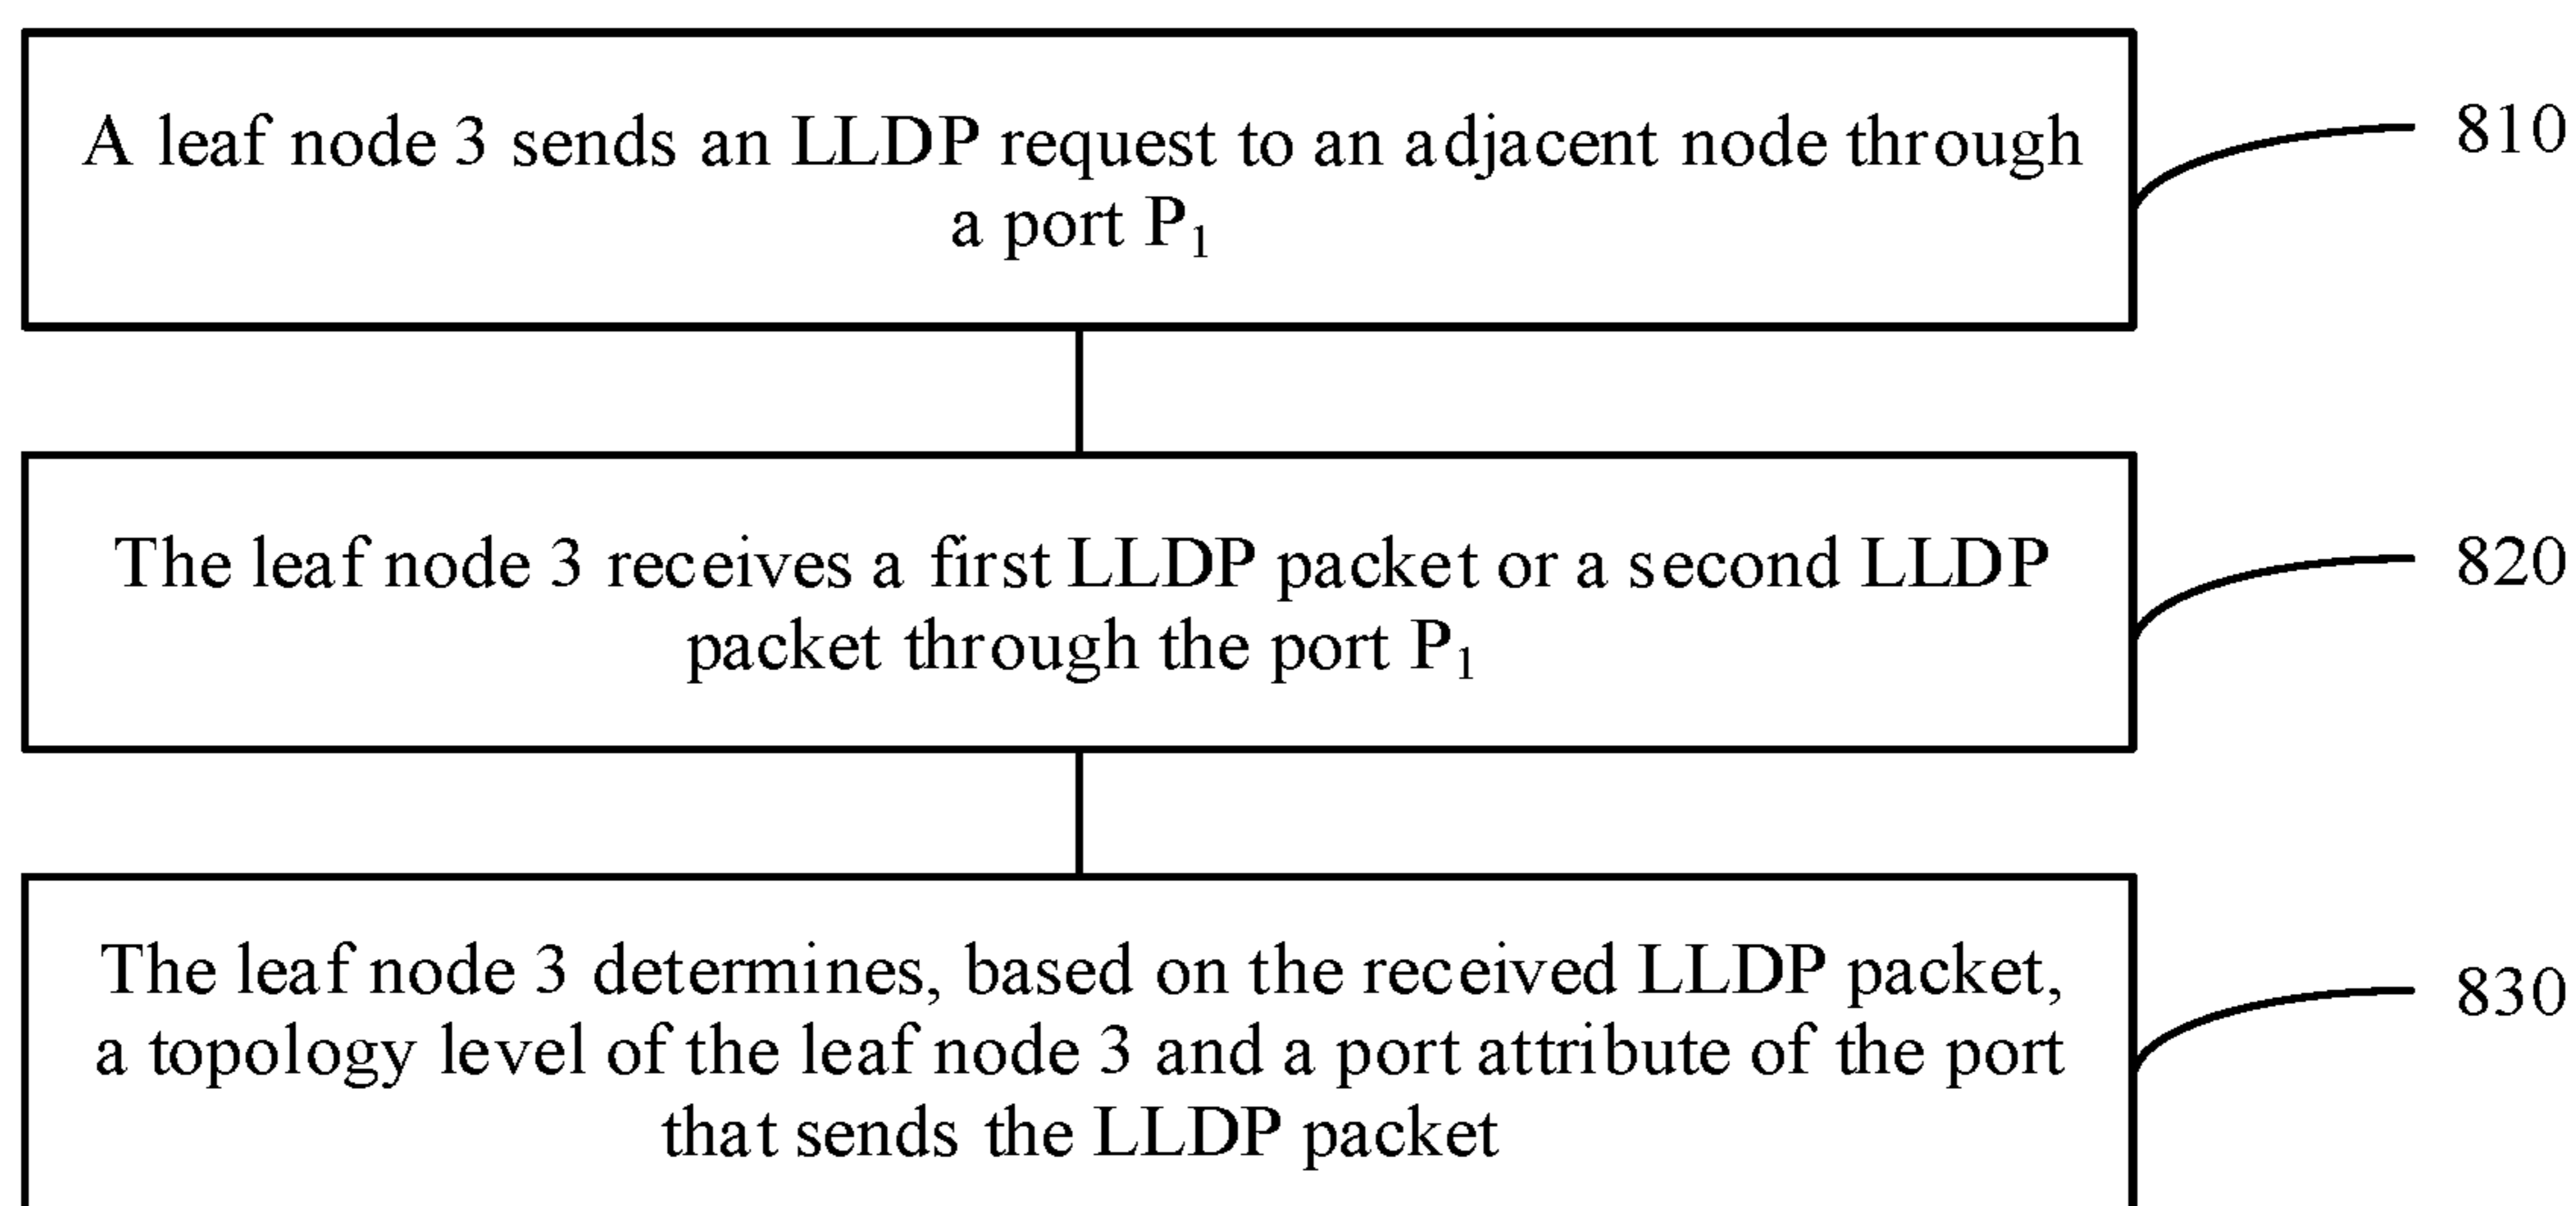 A leaf node 3 sends an LLDP request to an adjacent node through
a port P₁
810
The leaf node 3 receives a first LLDP packet or a second LLDP
packet through the port P₁
820
The leaf node 3 determines, based on the received LLDP packet,
a topology level of the leaf node 3 and a port attribute of the port
that sends the LLDP packet
830